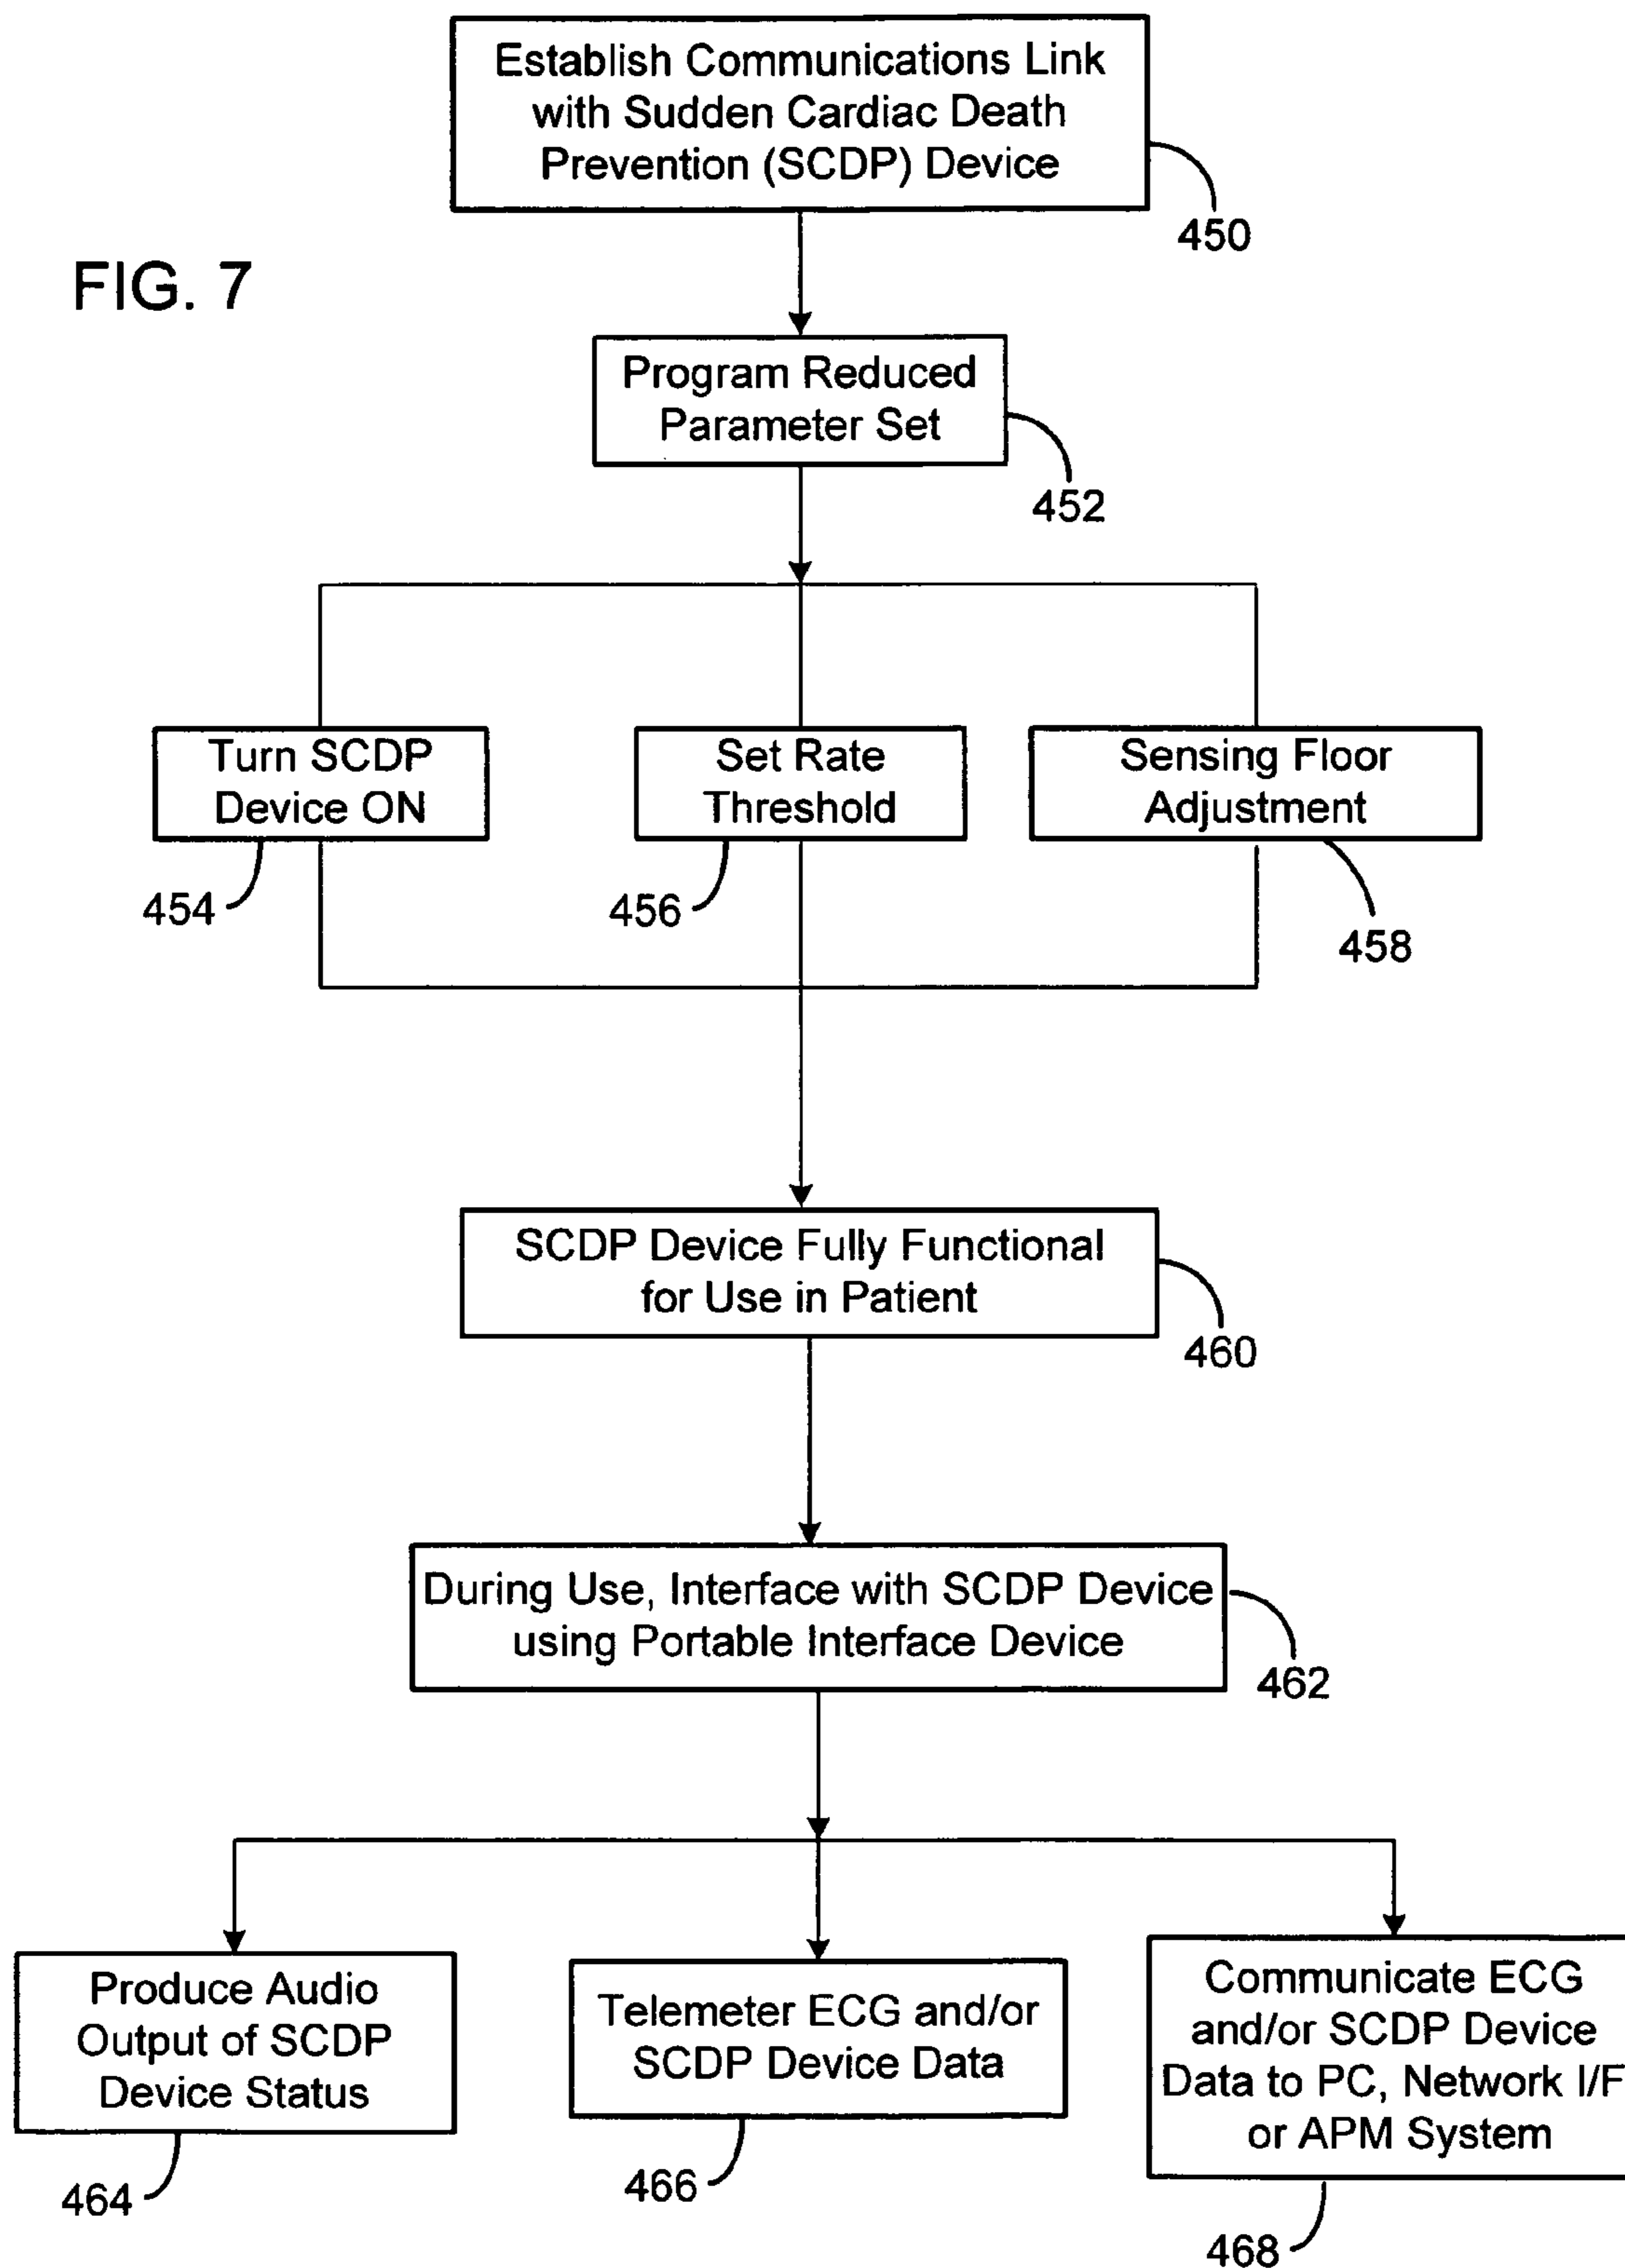 Establish Communications Link
with Sudden Cardiac Death
Prevention (SCDP) Device
450
FIG. 7
Program Reduced
Parameter Set
452
Turn SCDP
Device ON
454
Set Rate
Threshold
456
Sensing Floor
Adjustment
458
SCDP Device Fully Functional
for Use in Patient
460
During Use, Interface with SCDP Device
using Portable Interface Device
462
Produce Audio
Output of SCDP
Device Status
464
Telemeter ECG and/or
SCDP Device Data
466
Communicate ECG
and/or SCDP Device
Data to PC, Network I/F
or APM System
468